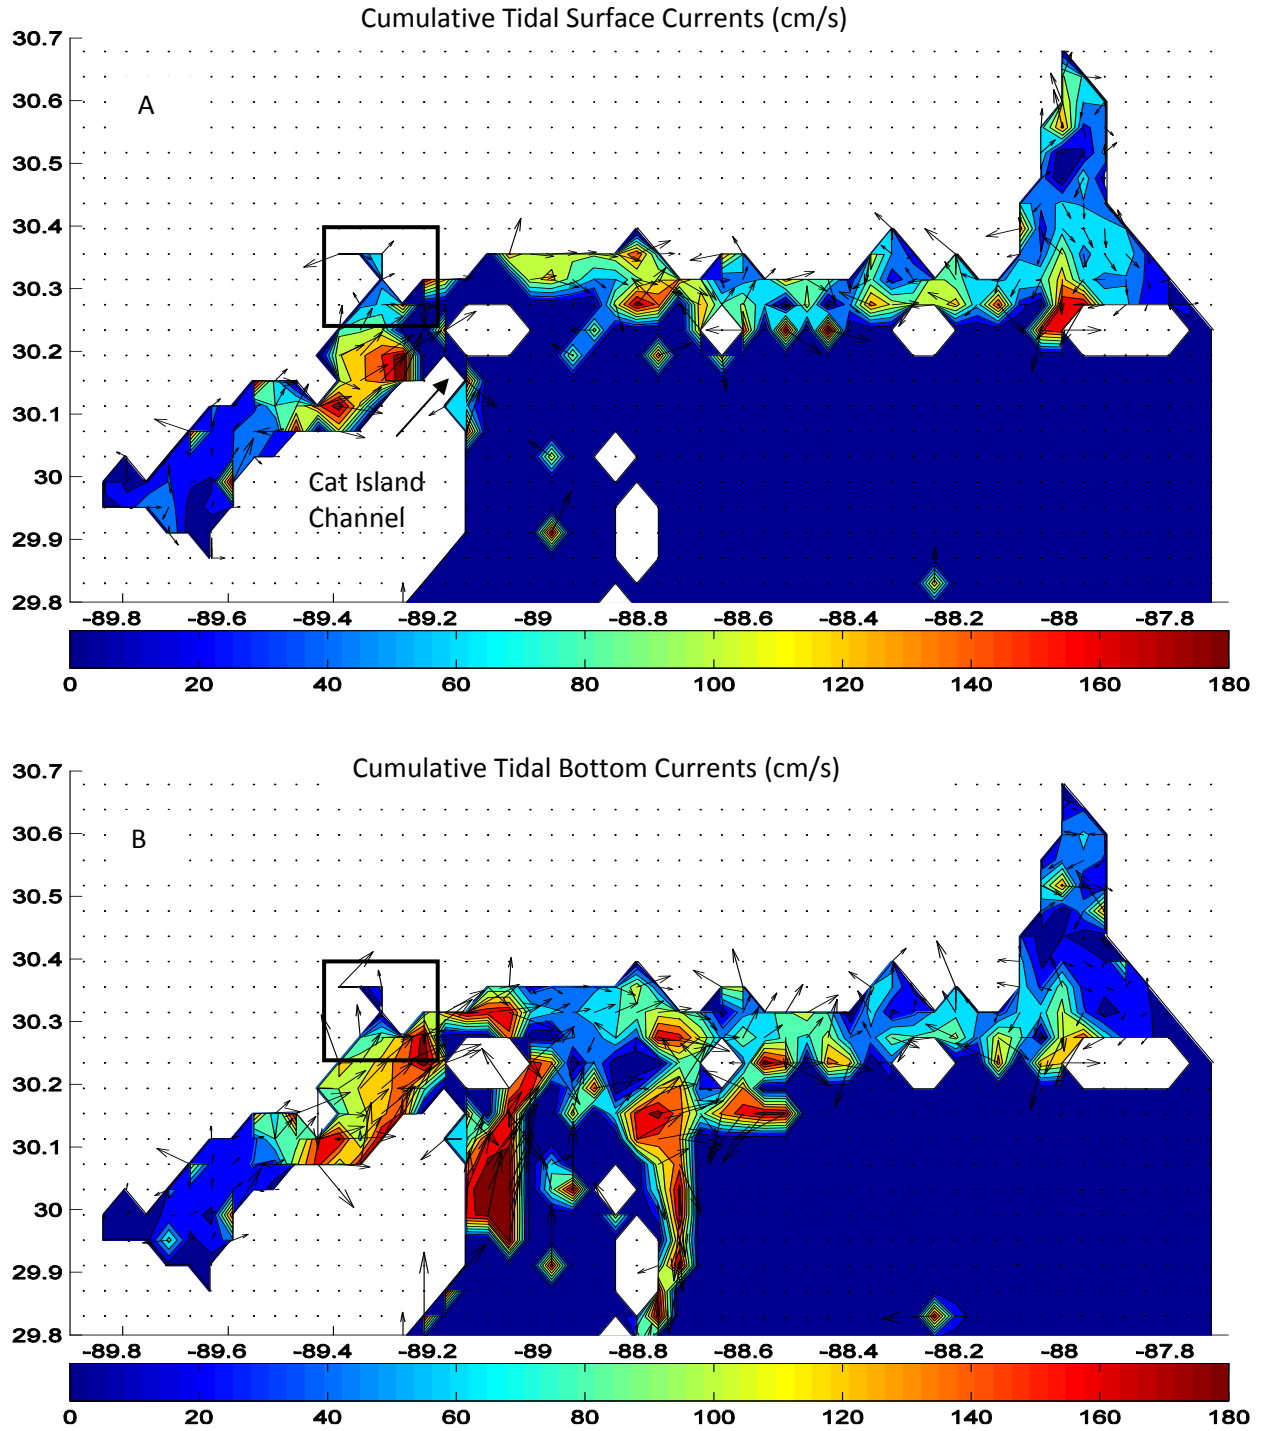 Cumulative Tidal Surface Currents (cm/s)
30.7
A
30.6
30.5
30.4
30.3
30.2
30.1
30
Cat Island
Channel
29.9
29.8
-89.8 -89.6 -89.4 -89.2 -89 -88.8 -88.6 -88.4 -88.2 -88 -87.8
0 20 40 60 80 100 120 140 160 180
Cumulative Tidal Bottom Currents (cm/s)
30.7
B
30.6
30.5
30.4
30.3
30.2
30.1
30
29.9
29.8
-89.8 -89.6 -89.4 -89.2 -89 -88.8 -88.6 -88.4 -88.2 -88 -87.8
0 20 40 60 80 100 120 140 160 180